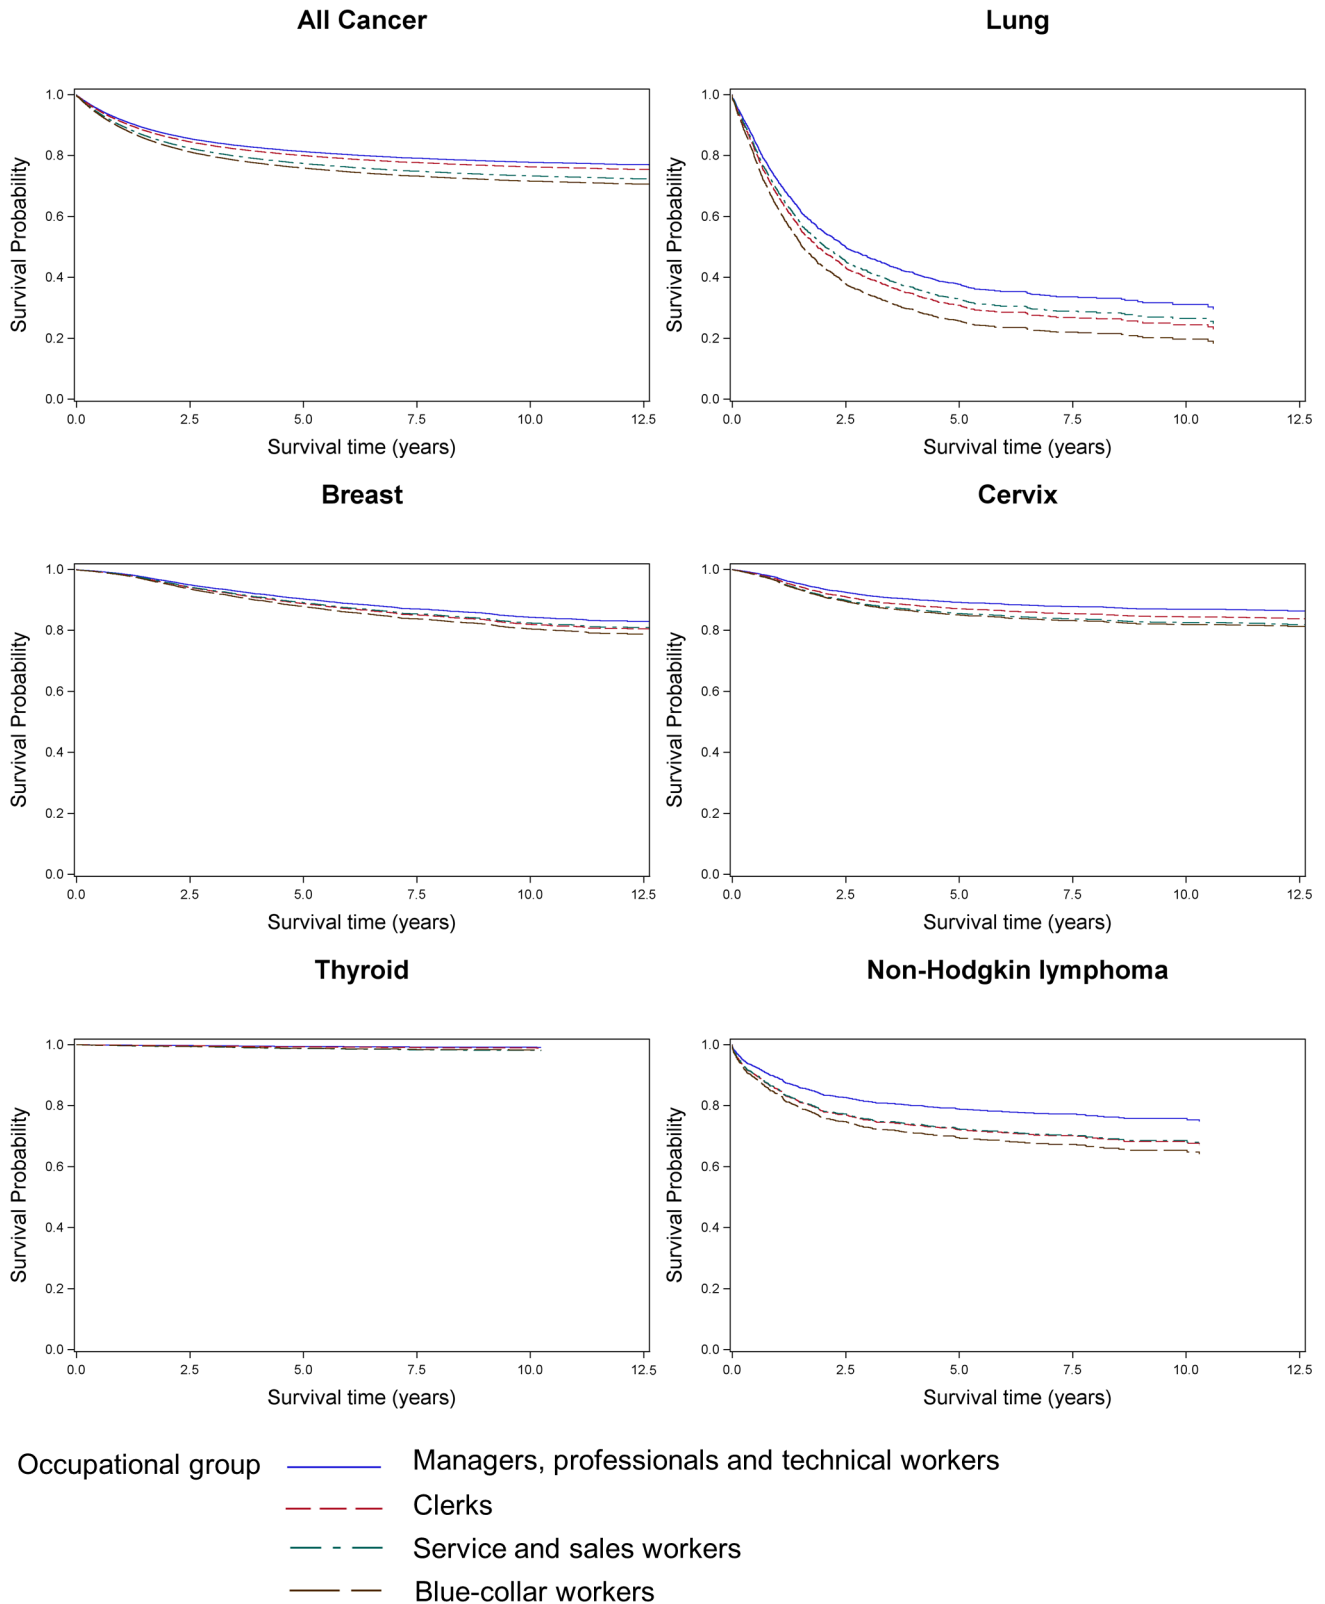 All Cancer
Survival Probability
1.0
0.8
0.6
0.4
0.2
0.0
0.0 2.5 5.0 7.5 10.0 12.5
Survival time (years)
Lung
Survival Probability
1.0
0.8
0.6
0.4
0.2
0.0
0.0 2.5 5.0 7.5 10.0 12.5
Survival time (years)
Breast
Survival Probability
1.0
0.8
0.6
0.4
0.2
0.0
0.0 2.5 5.0 7.5 10.0 12.5
Survival time (years)
Cervix
Survival Probability
1.0
0.8
0.6
0.4
0.2
0.0
0.0 2.5 5.0 7.5 10.0 12.5
Survival time (years)
Thyroid
Survival Probability
1.0
0.8
0.6
0.4
0.2
0.0
0.0 2.5 5.0 7.5 10.0 12.5
Survival time (years)
Non-Hodgkin lymphoma
Survival Probability
1.0
0.8
0.6
0.4
0.2
0.0
0.0 2.5 5.0 7.5 10.0 12.5
Survival time (years)
Occupational group
Managers, professionals and technical workers
Clerks
Service and sales workers
Blue-collar workers